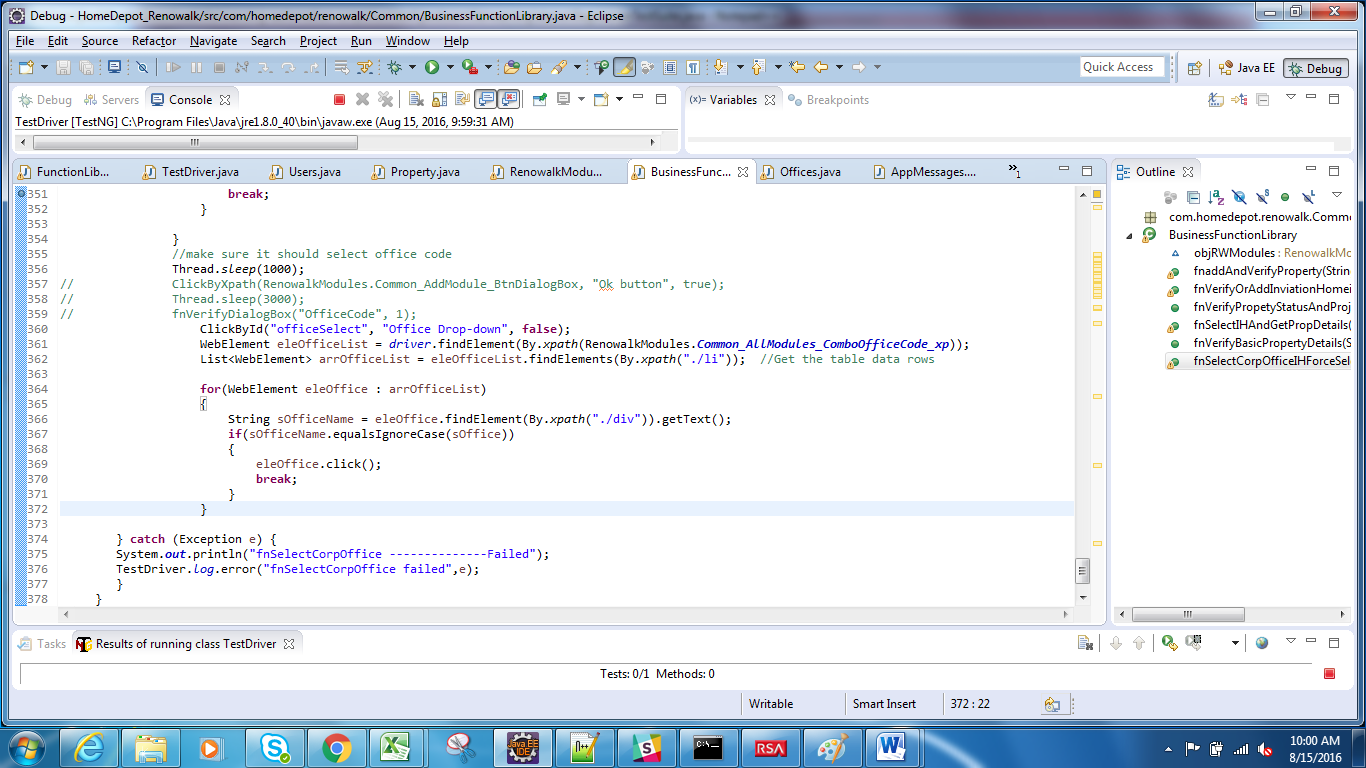 Debug - HomeDepot_Renowalk/src/com/homedepot/renowalk/Common/BusinessFunctionLibrary.java - Eclipse
File Edit Source Refactor Navigate Search Project Run Window Help
Quick Access Java EE Debug
Debug Servers Console
(x)= Variables Breakpoints
TestDriver [TestNG] C:\Program Files\Java\jre1.8.0_40\bin\javaw.exe (Aug 15, 2016, 9:59:31 AM)
FunctionLib... TestDriver.java Users.java Property.java RenowalkModu... BusinessFunc... Offices.java AppMessages.... »1
Outline
351 break;
352 }
353
354 }
355 //make sure it should select office code
356 Thread.sleep(1000);
357 // ClickByXpath(RenowalkModules.Common_AddModule_BtnDialogBox, "Ok button", true);
358 // Thread.sleep(3000);
359 // fnVerifyDialogBox("OfficeCode", 1);
360 ClickById("officeSelect", "Office Drop-down", false);
361 WebElement eleOfficeList = driver.findElement(By.xpath(RenowalkModules.Common_AllModules_ComboOfficeCode_xp));
362 List<WebElement> arrOfficeList = eleOfficeList.findElements(By.xpath("./li")); //Get the table data rows
363
364 for(WebElement eleOffice : arrOfficeList)
365 {
366 String sOfficeName = eleOffice.findElement(By.xpath("./div")).getText();
367 if(sOfficeName.equalsIgnoreCase(sOffice))
368 {
369 eleOffice.click();
370 break;
371 }
372 }
373
374 } catch (Exception e) {
375 System.out.println("fnSelectCorpOffice --------------Failed");
376 TestDriver.log.error("fnSelectCorpOffice failed",e);
377 }
378 }
com.homedepot.renowalk.Commo
BusinessFunctionLibrary
objRWModules : RenowalkMo
fnaddAndVerifyProperty(String
fnVerifyOrAddInviationHomei
fnVerifyPropetyStatusAndProj
fnSelectIHAndGetPropDetails(
fnVerifyBasicPropertyDetails(S
fnSelectCorpOfficeIHForceSel
Tasks Results of running class TestDriver
Tests: 0/1 Methods: 0
Writable Smart Insert 372 : 22
Java EE IDE
C:\.
RSA
10:00 AM
8/15/2016